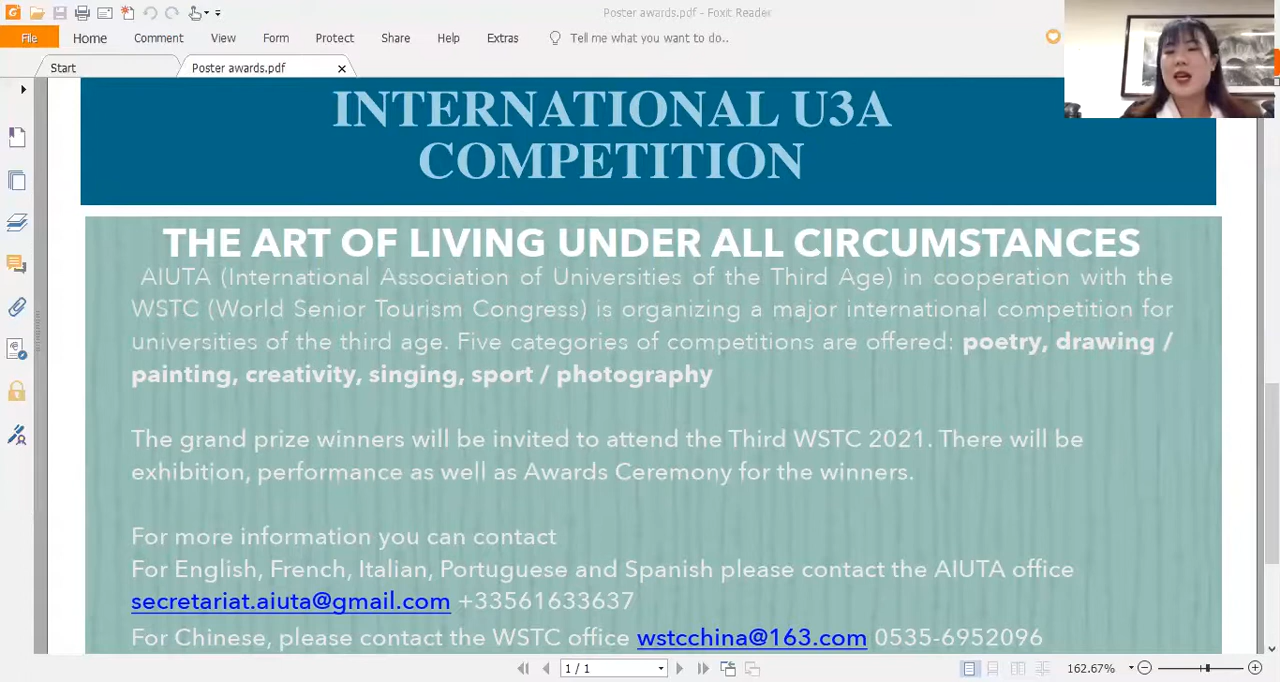 Poster awards.pdf - Foxit Reader
File Home Comment View Form Protect Share Help Extras Tell me what you want to do..
Start Poster awards.pdf
INTERNATIONAL U3A
COMPETITION
THE ART OF LIVING UNDER ALL CIRCUMSTANCES
AIUTA (International Association of Universities of the Third Age) in cooperation with the
WSTC (World Senior Tourism Congress) is organizing a major international competition for
universities of the third age. Five categories of competitions are offered: poetry, drawing /
painting, creativity, singing, sport / photography
The grand prize winners will be invited to attend the Third WSTC 2021. There will be
exhibition, performance as well as Awards Ceremony for the winners.
For more information you can contact
For English, French, Italian, Portuguese and Spanish please contact the AIUTA office
secretariat.aiuta@gmail.com +33561633637
For Chinese, please contact the WSTC office wstcchina@163.com 0535-6952096
1 / 1 162.67%